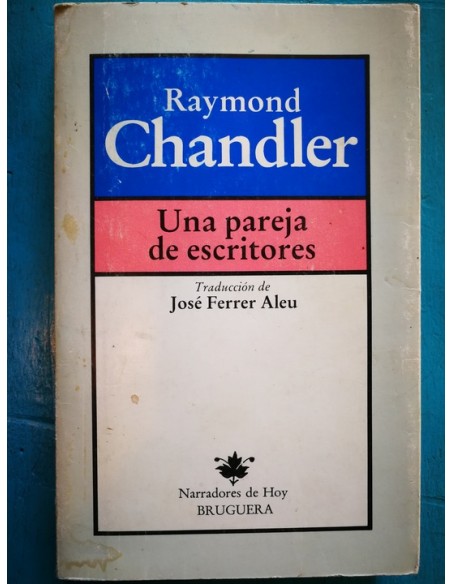 Raymond
Chandler
Una pareja
de escritores
Traducción de
José Ferrer Aleu
Narradores de Hoy
BRUGUERA